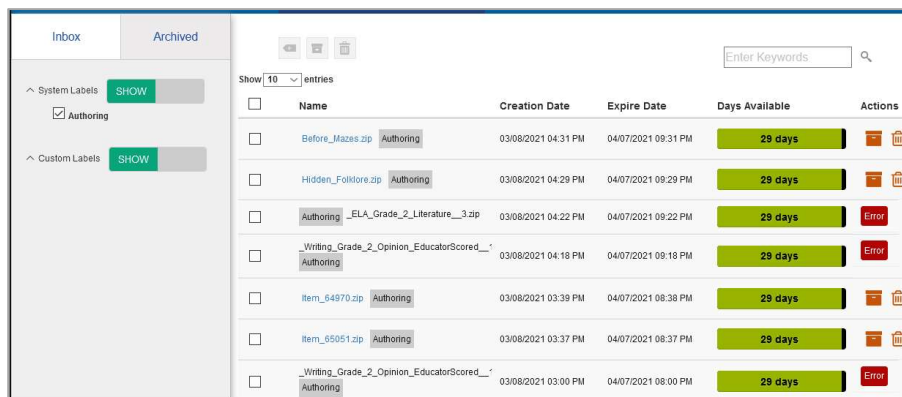 Inbox Archived
Enter Keywords
Show 10 entries
System Labels SHOW
Authoring
Custom Labels SHOW
Name Creation Date Expire Date Days Available Actions
Before_Mazes.zip Authoring 03/08/2021 04:31 PM 04/07/2021 09:31 PM 29 days
Hidden_Folklore.zip Authoring 03/08/2021 04:29 PM 04/07/2021 09:29 PM 29 days
Authoring _ELA_Grade_2_Literature__3.zip 03/08/2021 04:22 PM 04/07/2021 09:22 PM 29 days Error
_Writing_Grade_2_Opinion_EducatorScored__ 03/08/2021 04:18 PM 04/07/2021 09:18 PM 29 days Error
Authoring
Item_64970.zip Authoring 03/08/2021 03:39 PM 04/07/2021 08:38 PM 29 days
Item_65051.zip Authoring 03/08/2021 03:37 PM 04/07/2021 08:37 PM 29 days
_Writing_Grade_2_Opinion_EducatorScored__ 03/08/2021 03:00 PM 04/07/2021 08:00 PM 29 days Error
Authoring